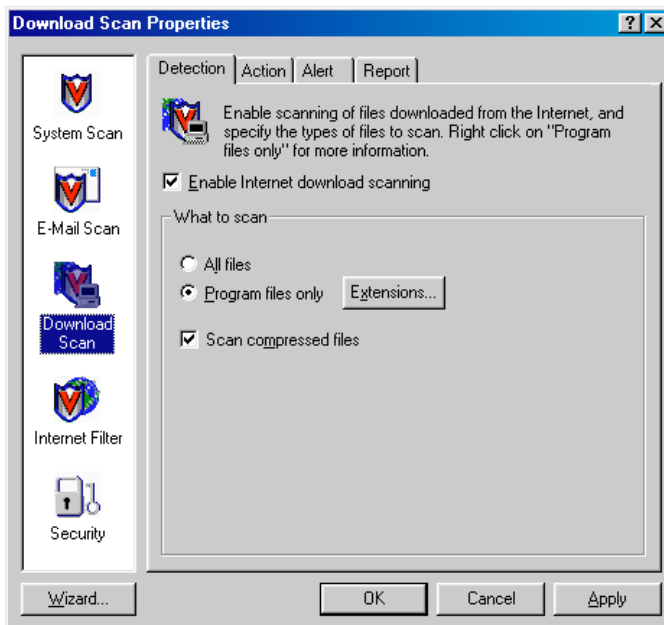 Download Scan Properties
System Scan
E-Mail Scan
Download
Scan
Internet Filter
Security
Detection
Action
Alert
Report
Enable scanning of files downloaded from the Internet, and
specify the types of files to scan. Right click on "Program
files only" for more information.
Enable Internet download scanning
What to scan
All files
Program files only
Extensions...
Scan compressed files
Wizard...
OK
Cancel
Apply